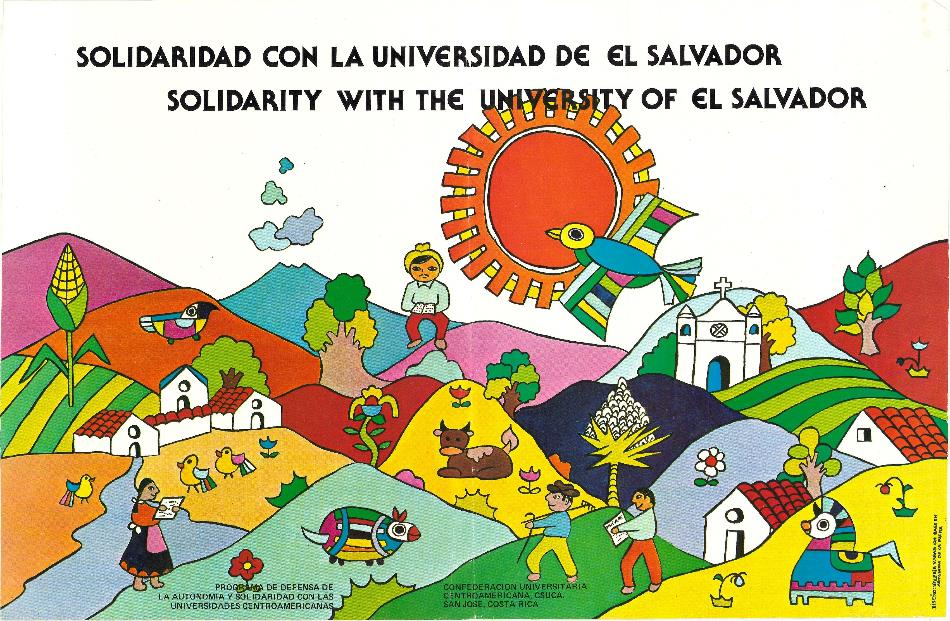 SOLIDARIDAD CON LA UNIVERSIDAD DE EL SALVADOR
SOLIDARITY WITH THE UNIVERSITY OF EL SALVADOR
PROGRAMA DE DEFENSA DE
LA AUTONOMIA Y SOLIDARIDAD CON LAS
UNIVERSIDADES CENTROAMERICANAS
CONFEDERACION UNIVERSITARIA
CENTROAMERICANA, CSUCA.
SAN JOSE, COSTA RICA